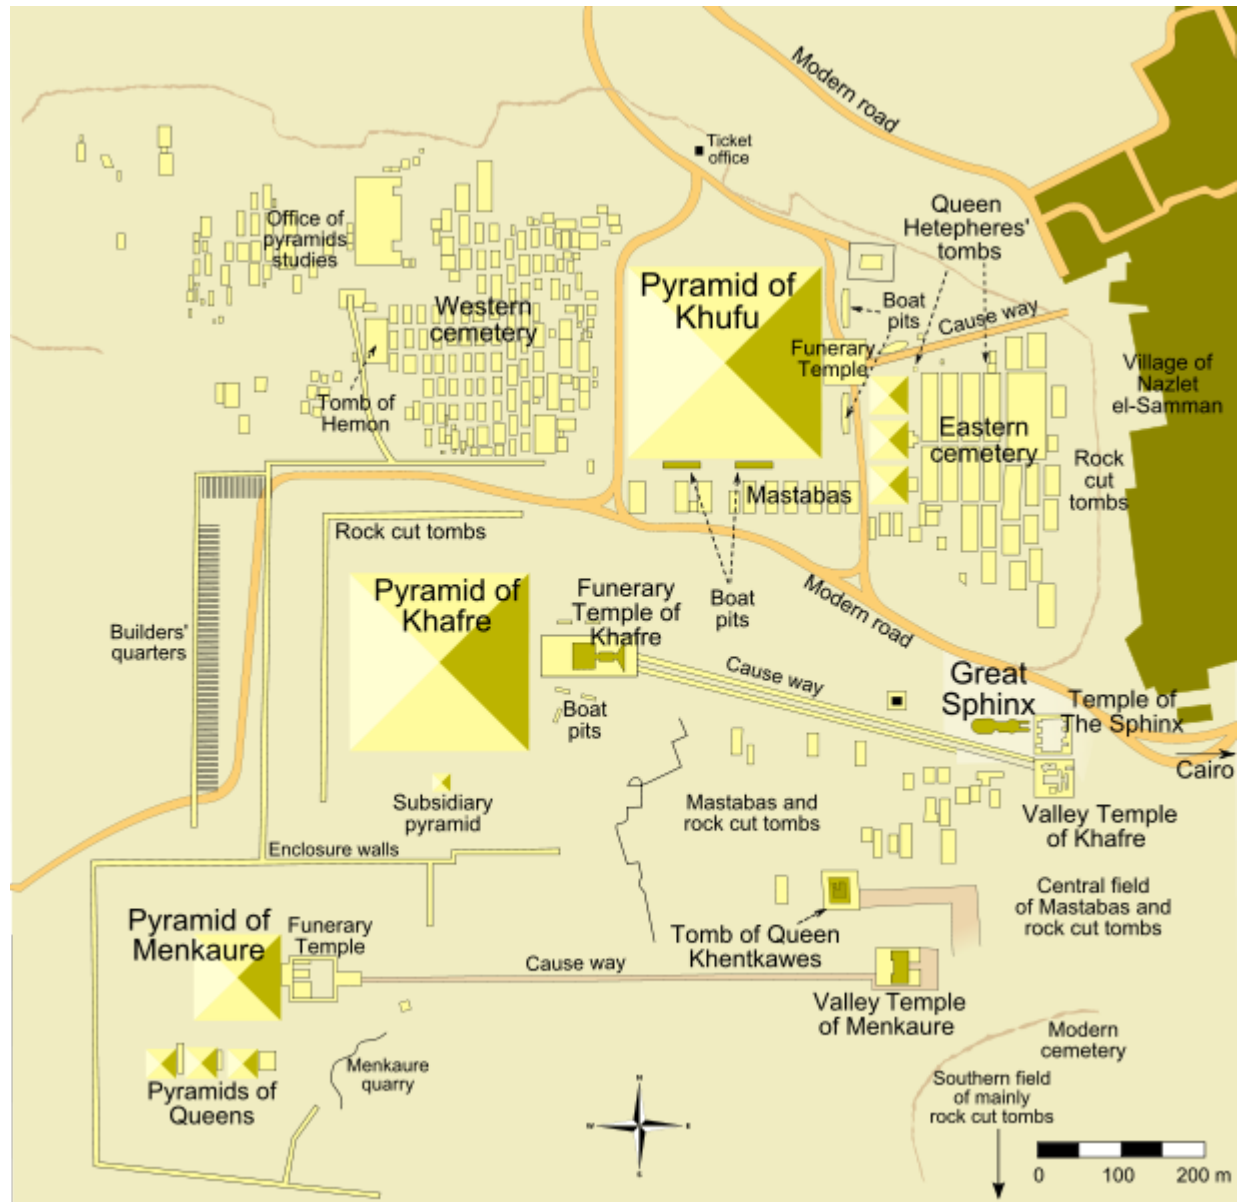 Modern road
Ticket
office
Queen
Hetepheres'
tombs
Office of
pyramids
studies
Pyramid of
Khufu
Boat
pits
Cause way
Western
cemetery
Funerary
Temple
Village of
Nazlet
el-Samman
Tomb of
Hemon
Eastern
cemetery
Rock
cut
tombs
Mastabas
Rock cut tombs
Pyramid of
Khafre
Funerary
Temple of
Khafre
Boat
pits
Modern road
Builders'
quarters
Cause way
Great
Sphinx
Temple of
The Sphinx
Boat
pits
Cairo
Subsidiary
pyramid
Mastabas and
rock cut tombs
Valley Temple
of Khafre
Enclosure walls
Central field
of Mastabas and
rock cut tombs
Pyramid of
Menkaure
Funerary
Temple
Tomb of Queen
Khentkawes
Cause way
Valley Temple
of Menkaure
Modern
cemetery
Menkaure
quarry
Pyramids of
Queens
Southern field
of mainly
rock cut tombs
N
W
E
S
0 100 200 m